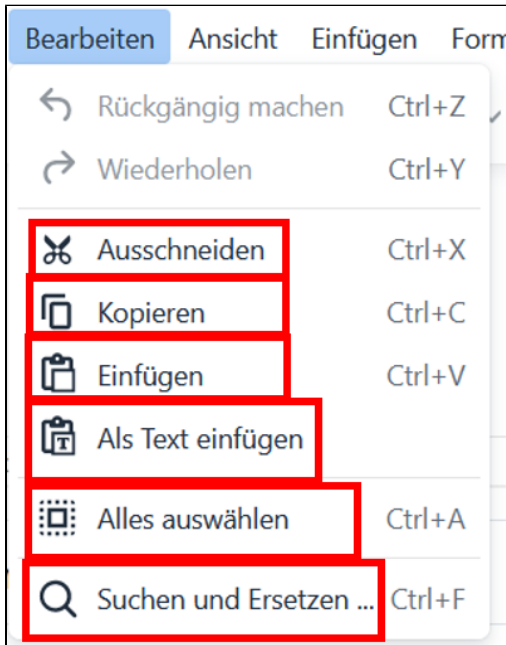 Bearbeiten Ansicht Einfügen
Rückgängig machen Ctrl+Z
Wiederholen Ctrl+Y
Ausschneiden Ctrl+X
Kopieren Ctrl+C
Einfügen Ctrl+V
Als Text einfügen
Alles auswählen Ctrl+A
Suchen und Ersetzen ... Ctrl+F